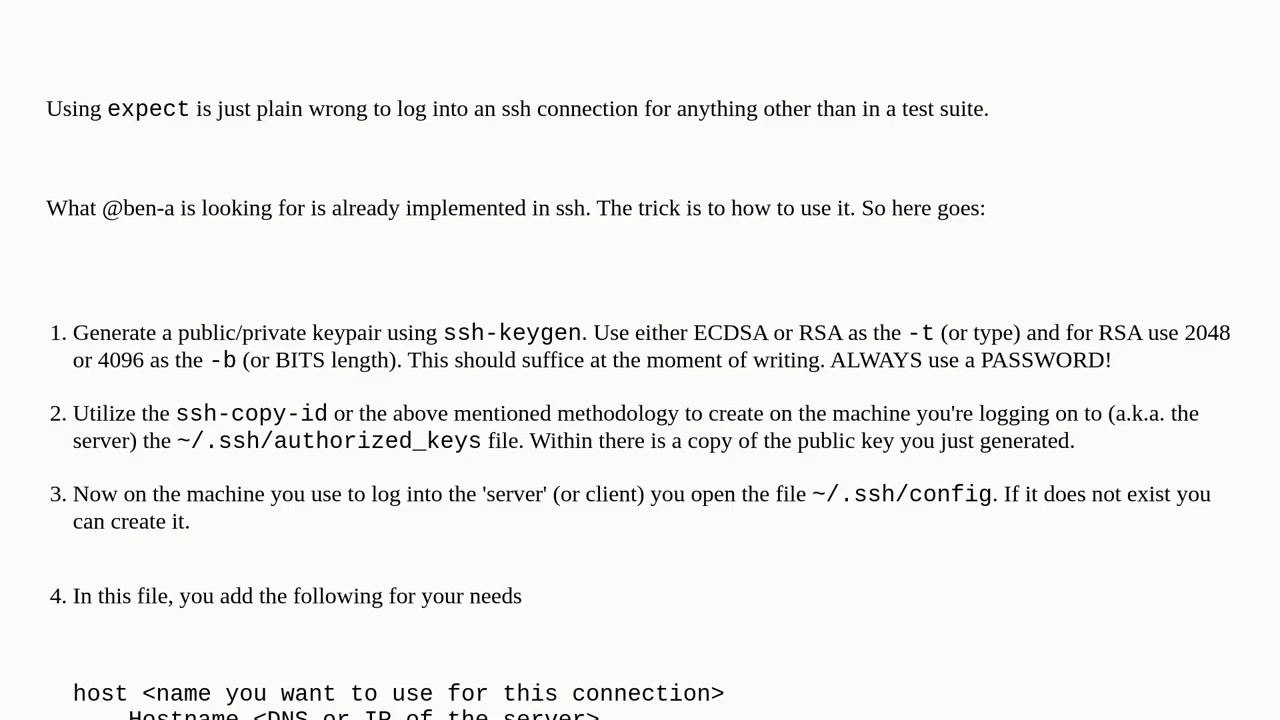 Using expect is just plain wrong to log into an ssh connection for anything other than in a test suite.
What @ben-a is looking for is already implemented in ssh. The trick is to how to use it. So here goes:
1. Generate a public/private keypair using ssh-keygen. Use either ECDSA or RSA as the -t (or type) and for RSA use 2048
or 4096 as the -b (or BITS length). This should suffice at the moment of writing. ALWAYS use a PASSWORD!
2. Utilize the ssh-copy-id or the above mentioned methodology to create on the machine you're logging on to (a.k.a. the
server) the ~/.ssh/authorized_keys file. Within there is a copy of the public key you just generated.
3. Now on the machine you use to log into the 'server' (or client) you open the file ~/.ssh/config. If it does not exist you
can create it.
4. In this file, you add the following for your needs
host <name you want to use for this connection>
Hostname <DNS or IP of the server>